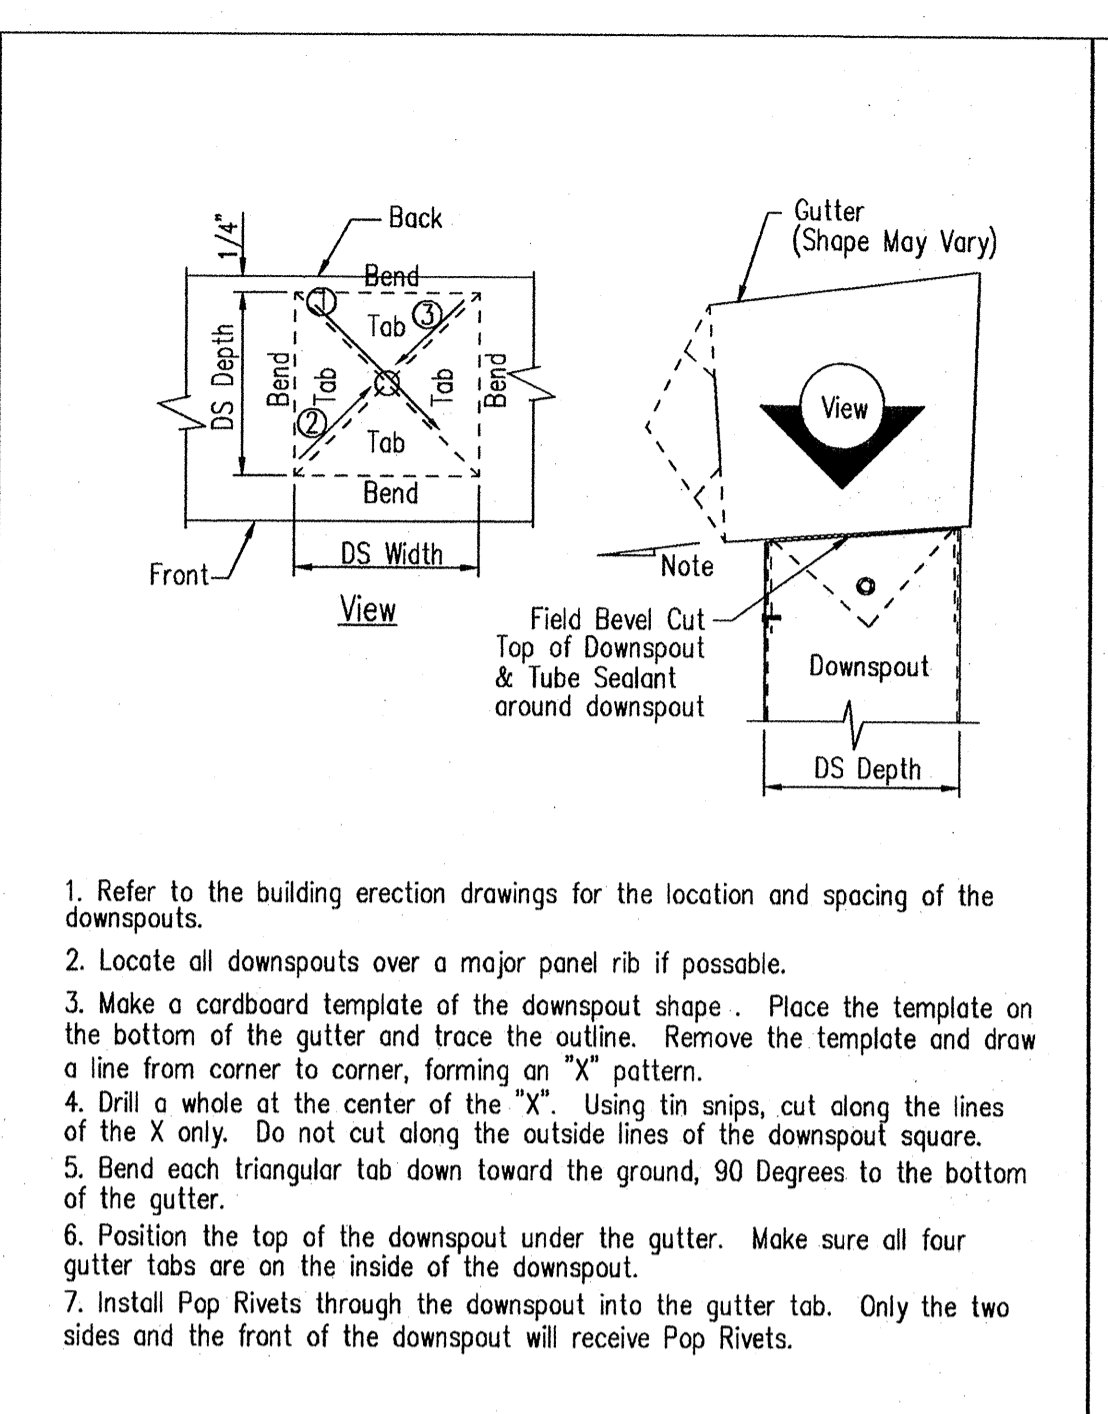 1/4"
Back
Bend
1
3
Tab
DS Depth
Bend
Tab
Tab
Bend
2
Tab
Bend
DS Width
Front
View
Gutter
(Shape May Vary)
View
Note
Field Bevel Cut
Top of Downspout
& Tube Sealant
around downspout
Downspout
DS Depth
1. Refer to the building erection drawings for the location and spacing of the
downspouts.
2. Locate all downspouts over a major panel rib if possable.
3. Make a cardboard template of the downspout shape . Place the template on
the bottom of the gutter and trace the outline. Remove the template and draw
a line from corner to corner, forming an "X" pattern.
4. Drill a whole at the center of the "X". Using tin snips, cut along the lines
of the X only. Do not cut along the outside lines of the downspout square.
5. Bend each triangular tab down toward the ground, 90 Degrees to the bottom
of the gutter.
6. Position the top of the downspout under the gutter. Make sure all four
gutter tabs are on the inside of the downspout.
7. Install Pop Rivets through the downspout into the gutter tab. Only the two
sides and the front of the downspout will receive Pop Rivets.